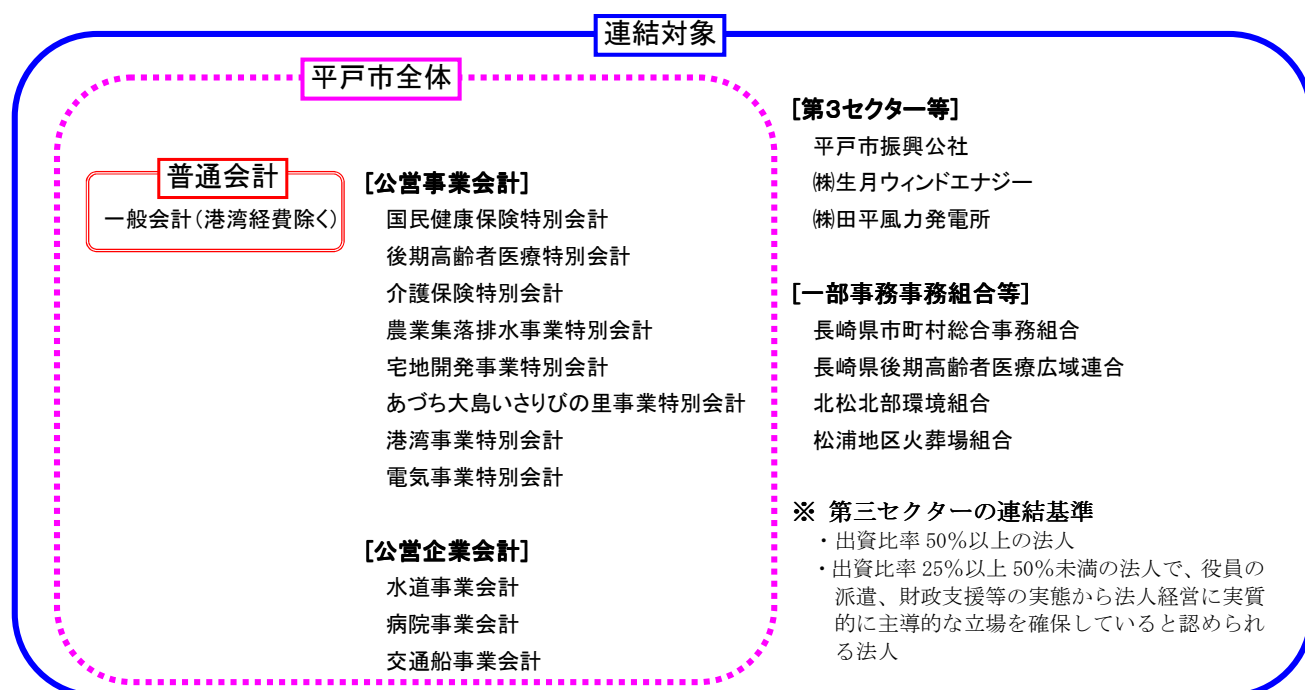 連結対象
平戸市全体
普通会計
一般会計(港湾経費除く)
[公営事業会計]
国民健康保険特別会計
後期高齢者医療特別会計
介護保険特別会計
農業集落排水事業特別会計
宅地開発事業特別会計
あづち大島いさりびの里事業特別会計
港湾事業特別会計
電気事業特別会計
[公営企業会計]
水道事業会計
病院事業会計
交通船事業会計
[第3セクター等]
平戸市振興公社
㈱生月ウィンドエナジー
㈱田平風力発電所
[一部事務事務組合等]
長崎県市町村総合事務組合
長崎県後期高齢者医療広域連合
北松北部環境組合
松浦地区火葬場組合
※ 第三セクターの連結基準
・出資比率 50%以上の法人
・出資比率 25%以上 50%未満の法人で、役員の
派遣、財政支援等の実態から法人経営に実質
的に主導的な立場を確保していると認められ
る法人